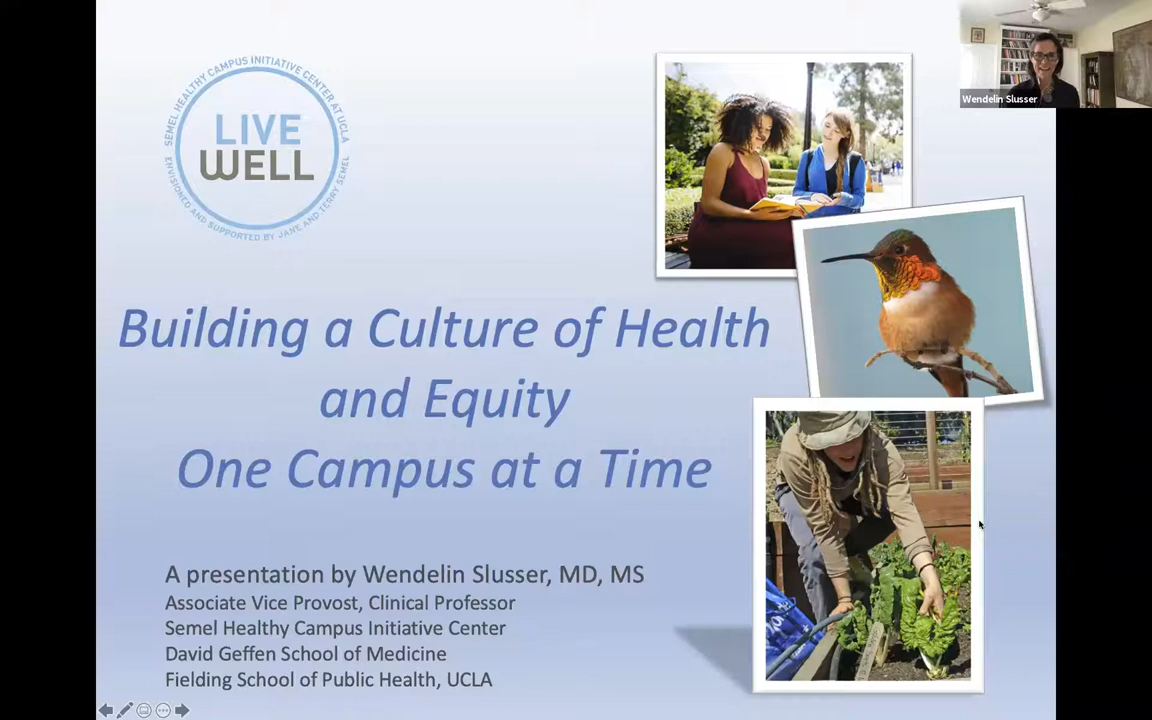 SEMEL HEALTHY CAMPUS INITIATIVE CENTER AT UCLA
LIVE
WELL
ENVISIONED AND SUPPORTED BY JANE AND TERRY SEMEL
Wendelin Slusser
Building a Culture of Health
and Equity
One Campus at a Time
A presentation by Wendelin Slusser, MD, MS
Associate Vice Provost, Clinical Professor
Semel Healthy Campus Initiative Center
David Geffen School of Medicine
Fielding School of Public Health, UCLA